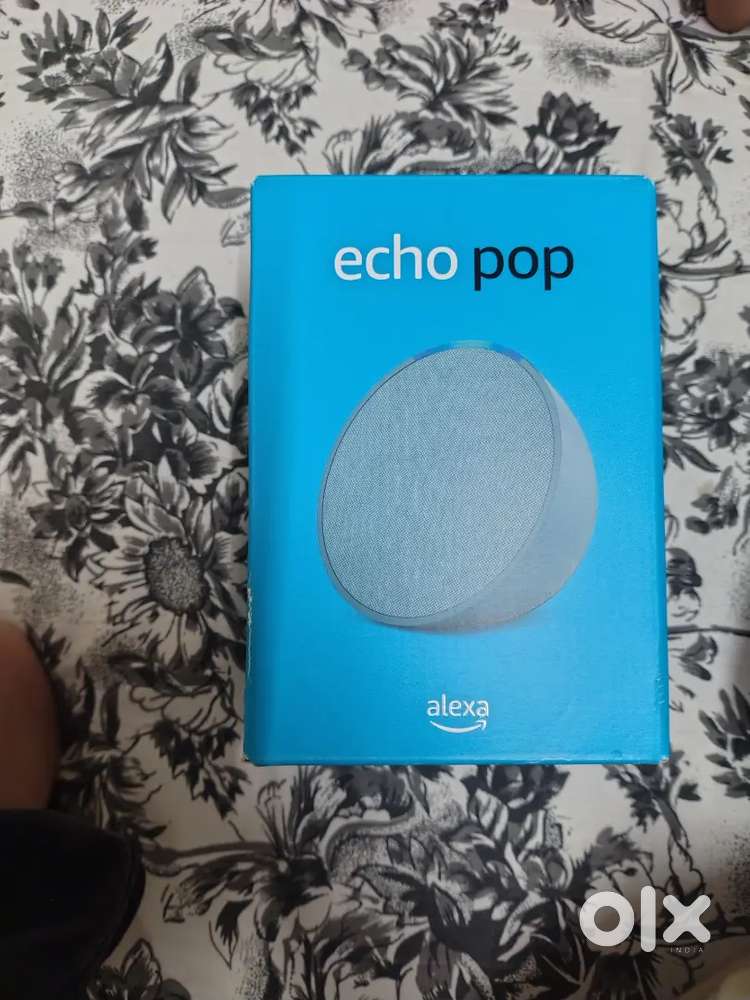 echo pop
alexa
olx
INDIA